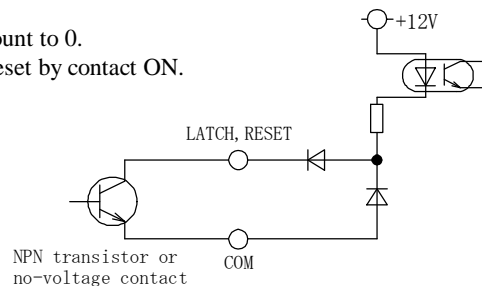 ount to 0.
eset by contact ON.
+12V
LATCH, RESET
NPN transistor or
no-voltage contact
COM